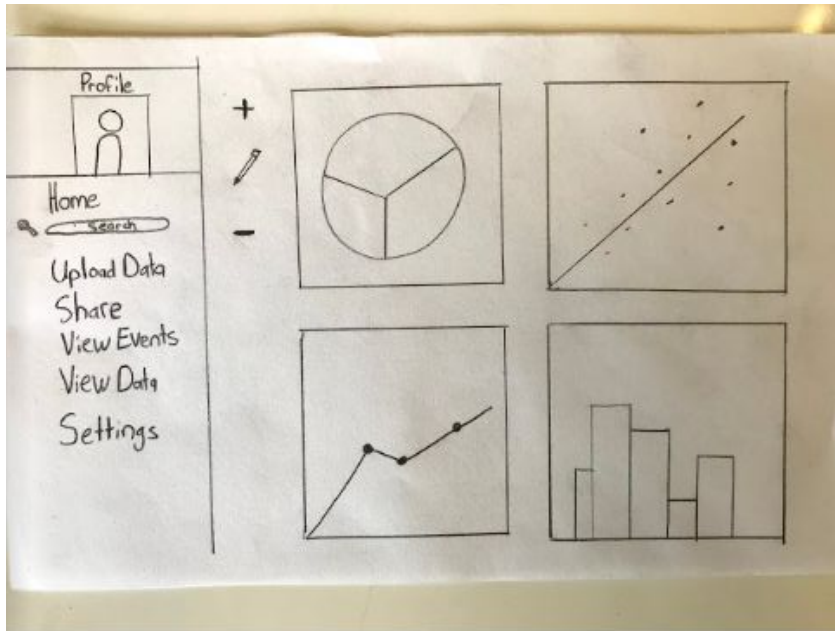 Profile
Home
Search
Upload Data
Share
View Events
View Data
Settings